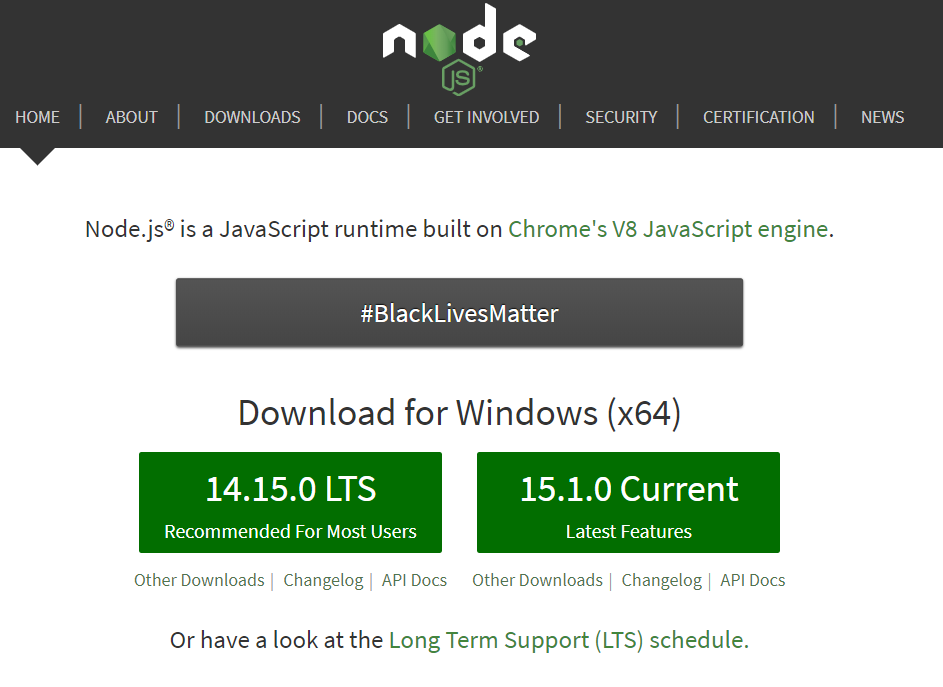 node
JS®
HOME | ABOUT | DOWNLOADS | DOCS | GET INVOLVED | SECURITY | CERTIFICATION | NEWS
Node.js® is a JavaScript runtime built on Chrome's V8 JavaScript engine.
#BlackLivesMatter
Download for Windows (x64)
14.15.0 LTS
Recommended For Most Users
15.1.0 Current
Latest Features
Other Downloads | Changelog | API Docs
Other Downloads | Changelog | API Docs
Or have a look at the Long Term Support (LTS) schedule.